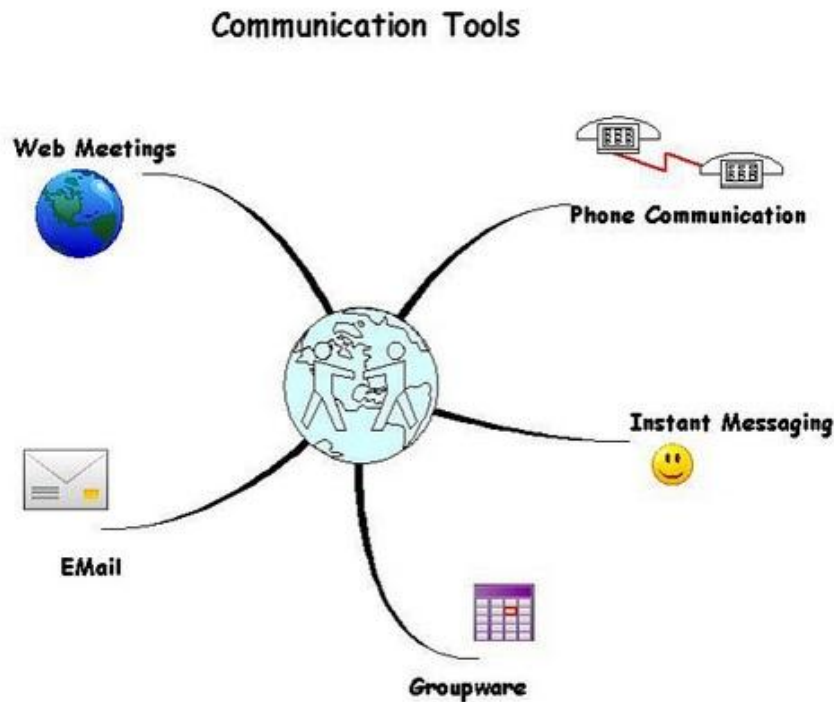 Communication Tools
Web Meetings
Phone Communication
Instant Messaging
EMail
Groupware